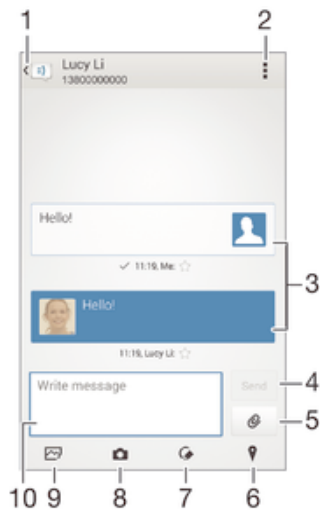 1 2
Lucy Li
13800000000
Hello!
11:19, Me:
3
Hello!
11:19, Lucy Li:
Write message
Send
4
5
10 9 8 7 6